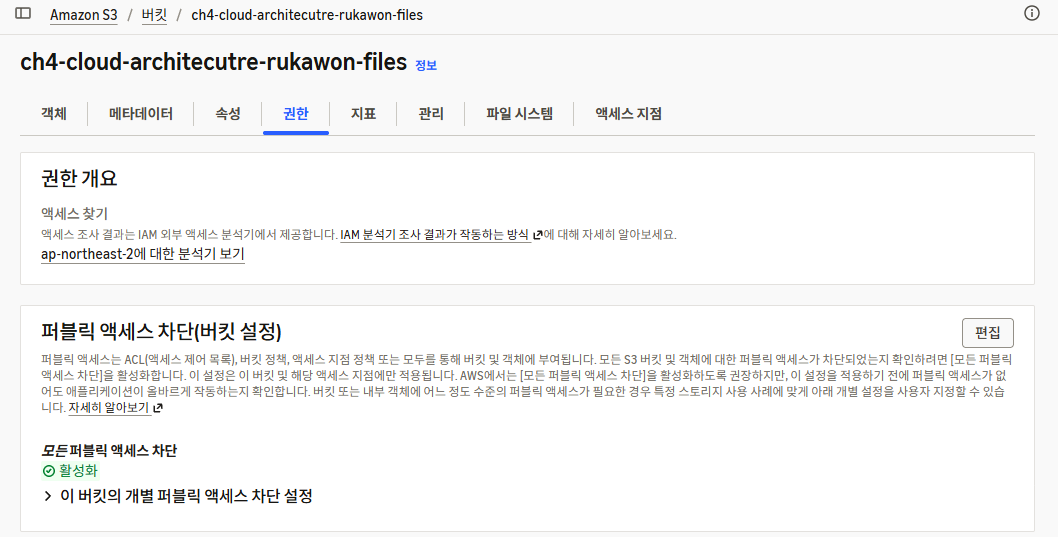 Amazon S3 / 버킷 / ch4-cloud-architecutre-rukawon-files
ch4-cloud-architecutre-rukawon-files 정보
객체 메타데이터 속성 권한 지표 관리 파일 시스템 액세스 지점
권한 개요
액세스 찾기
액세스 조사 결과는 IAM 외부 액세스 분석기에서 제공합니다. IAM 분석기 조사 결과가 작동하는 방식 에 대해 자세히 알아보세요.
ap-northeast-2에 대한 분석기 보기
퍼블릭 액세스 차단(버킷 설정)
편집
퍼블릭 액세스는 ACL(액세스 제어 목록), 버킷 정책, 액세스 지점 정책 또는 모두를 통해 버킷 및 객체에 부여됩니다. 모든 S3 버킷 및 객체에 대한 퍼블릭 액세스가 차단되었는지 확인하려면 [모든 퍼블릭
액세스 차단]을 활성화합니다. 이 설정은 이 버킷 및 해당 액세스 지점에만 적용됩니다. AWS에서는 [모든 퍼블릭 액세스 차단]을 활성화하도록 권장하지만, 이 설정을 적용하기 전에 퍼블릭 액세스가 없
어도 애플리케이션이 올바르게 작동하는지 확인합니다. 버킷 또는 내부 객체에 어느 정도 수준의 퍼블릭 액세스가 필요한 경우 특정 스토리지 사용 사례에 맞게 아래 개별 설정을 사용자 지정할 수 있습
니다. 자세히 알아보기
모든 퍼블릭 액세스 차단
활성화
이 버킷의 개별 퍼블릭 액세스 차단 설정